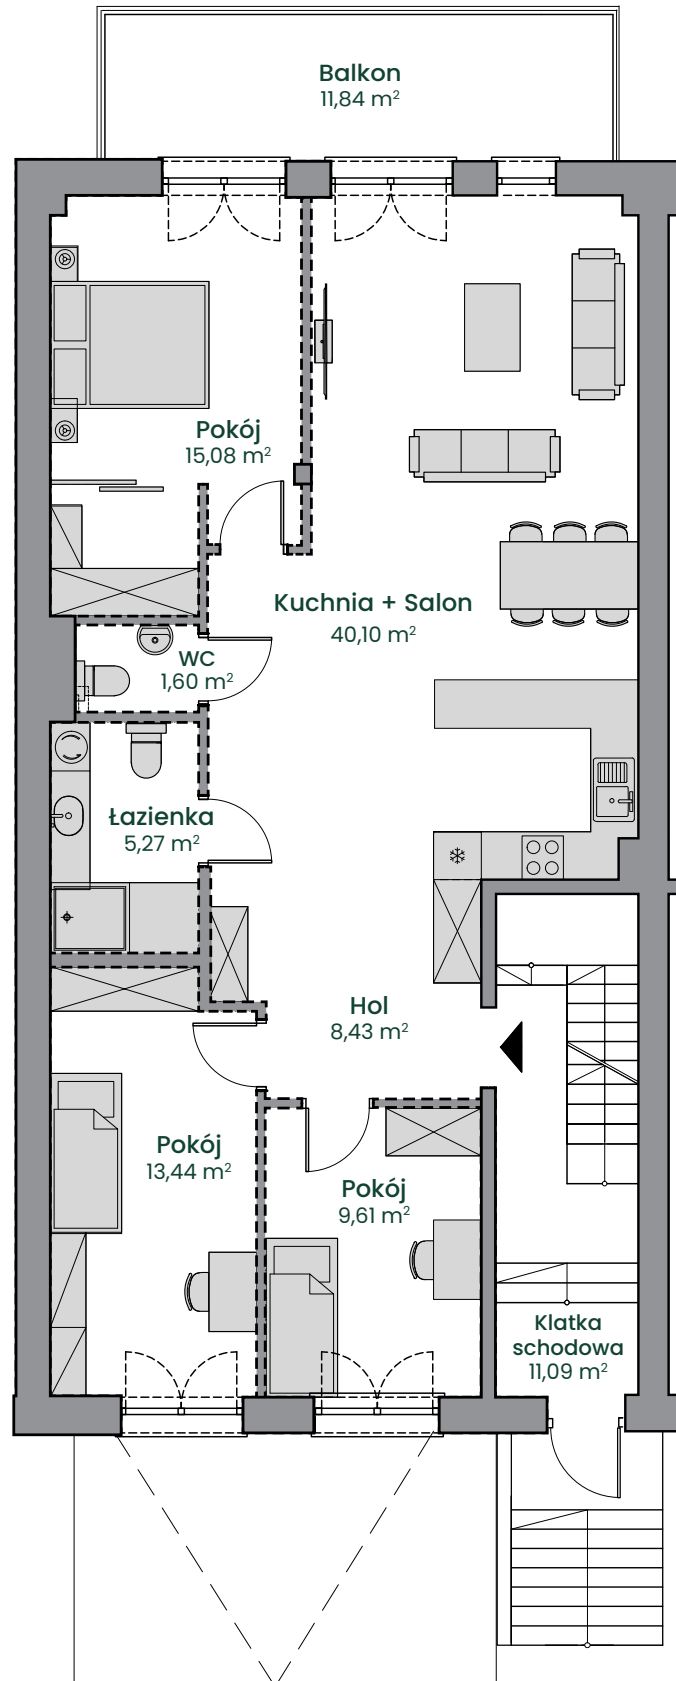 Balkon
11,84 m²
Pokój
15,08 m²
Kuchnia + Salon
40,10 m²
WC
1,60 m²
Łazienka
5,27 m²
Hol
8,43 m²
Pokój
13,44 m²
Pokój
9,61 m²
Klatka
schodowa
11,09 m²